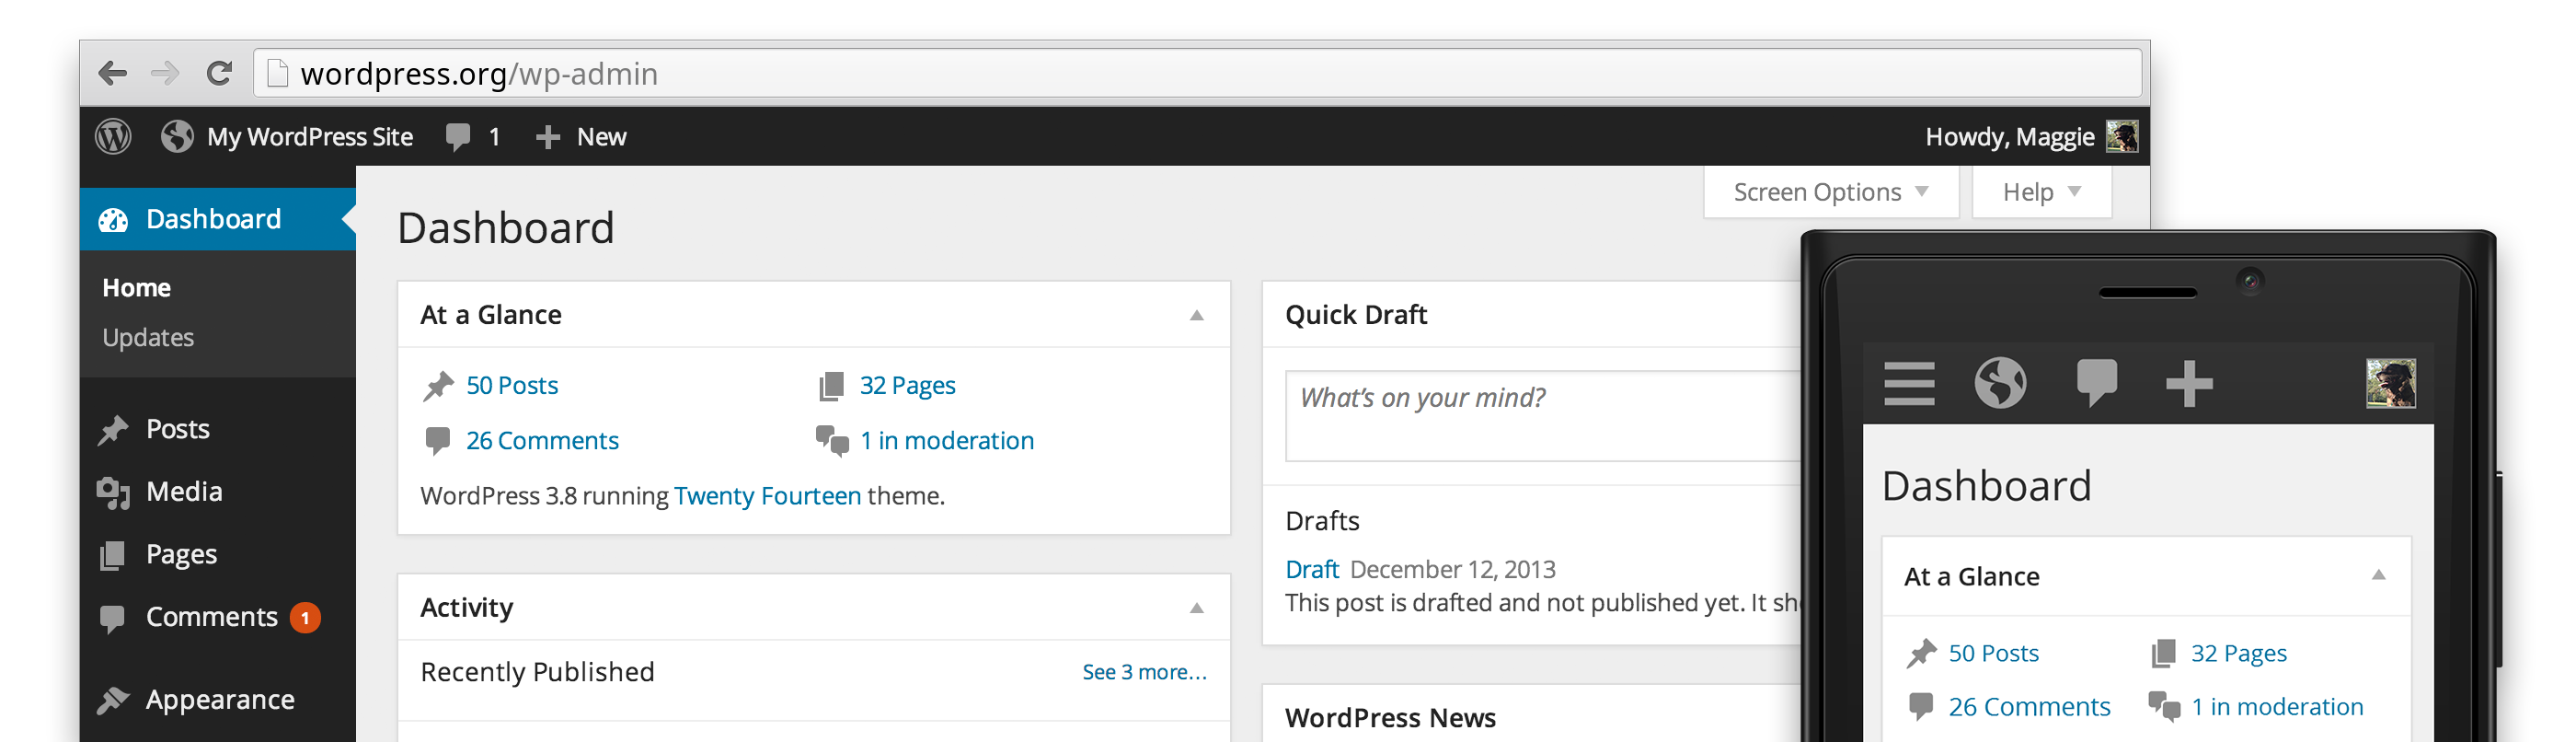 wordpress.org/wp-admin
My WordPress Site 1 New Howdy, Maggie
Screen Options Help
Dashboard
Home
Updates
Posts
Media
Pages
Comments 1
Appearance
Dashboard
At a Glance
50 Posts 32 Pages
26 Comments 1 in moderation
WordPress 3.8 running Twenty Fourteen theme.
Activity
Recently Published See 3 more...
Quick Draft
What's on your mind?
Drafts
Draft December 12, 2013
This post is drafted and not published yet. It
WordPress News
Dashboard
At a Glance
50 Posts 32 Pages
26 Comments 1 in moderation